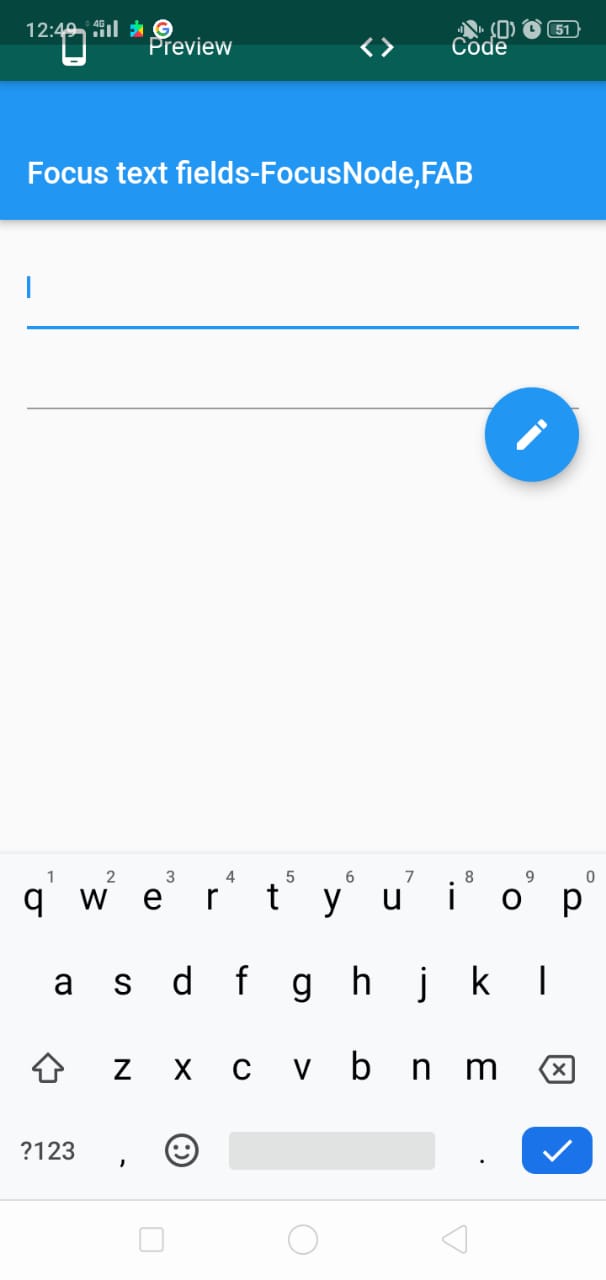 12:49 4G 51
Preview <> Code
Focus text fields-FocusNode,FAB
1 2 3 4 5 6 7 8 9 0
q w e r t y u i o p
a s d f g h j k l
z x c v b n m
?123 , .